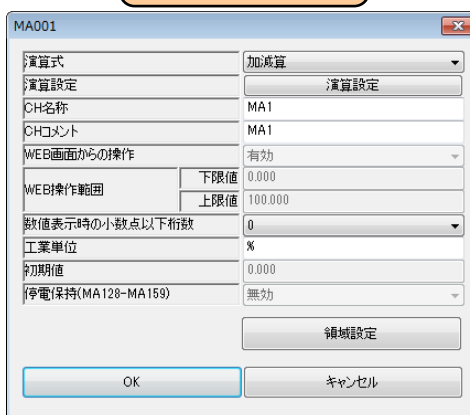 MA001
演算式 加減算
演算設定 演算設定
CH名称 MA1
CHコメント MA1
WEB画面からの操作 有効
WEB操作範囲 下限値 0.000
上限値 100.000
数値表示時の小数点以下桁数 0
工業単位 %
初期値 0.000
停電保持(MA128-MA159) 無効
領域設定
OK キャンセル